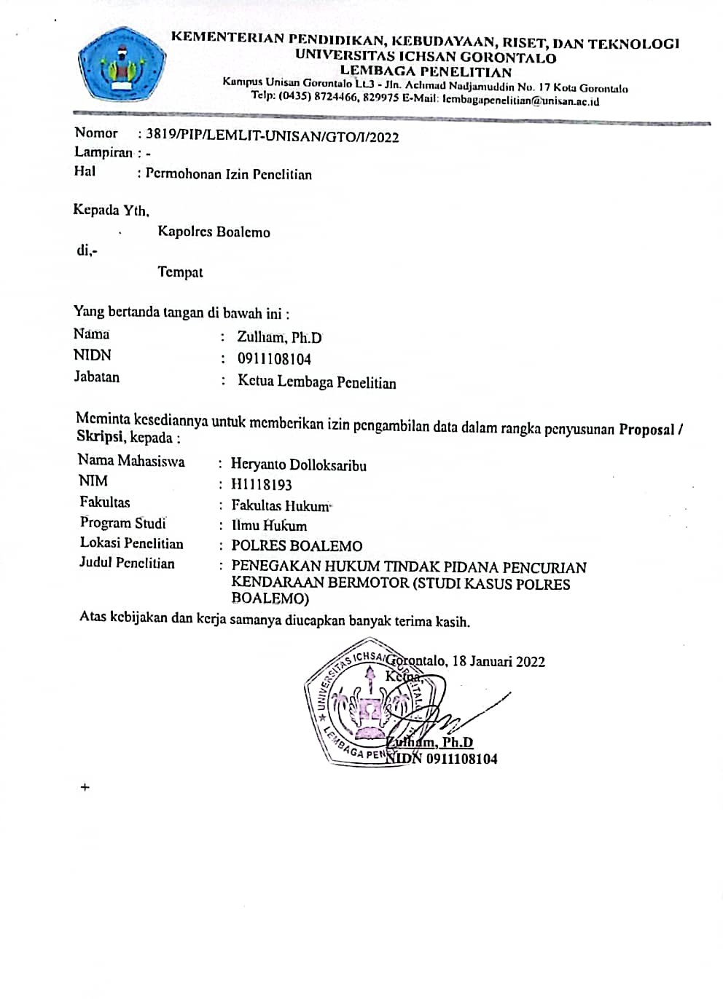 KEMENTERIAN PENDIDIKAN, KEBUDAYAAN, RISET, DAN TEKNOLOGI
UNIVERSITAS ICHSAN GORONTALO
LEMBAGA PENELITIAN
Kampus Unisan Gorontalo Lt.3 - Jln. Achmad Nadjamuddin No. 17 Kota Gorontalo
Telp: (0435) 8724466, 829975 E-Mail: lembagapenelitian@unisan.ac.id
Nomor : 3819/PIP/LEMLIT-UNISAN/GTO/I/2022
Lampiran : -
Hal : Permohonan Izin Penelitian
Kepada Yth,
Kapolres Boalemo
di,-
Tempat
Yang bertanda tangan di bawah ini :
Nama : Zulham, Ph.D
NIDN : 0911108104
Jabatan : Ketua Lembaga Penelitian
Meminta kesediannya untuk memberikan izin pengambilan data dalam rangka penyusunan Proposal /
Skripsi, kepada :
Nama Mahasiswa : Heryanto Dolloksaribu
NIM : H1118193
Fakultas : Fakultas Hukum
Program Studi : Ilmu Hukum
Lokasi Penelitian : POLRES BOALEMO
Judul Penelitian : PENEGAKAN HUKUM TINDAK PIDANA PENCURIAN
KENDARAAN BERMOTOR (STUDI KASUS POLRES
BOALEMO)
Atas kebijakan dan kerja samanya diucapkan banyak terima kasih.
Gorontalo, 18 Januari 2022
Ketua,
Zulham, Ph.D
NIDN 0911108104
+
UNIVERSITAS ICHSAN
LEMBAGA PEN